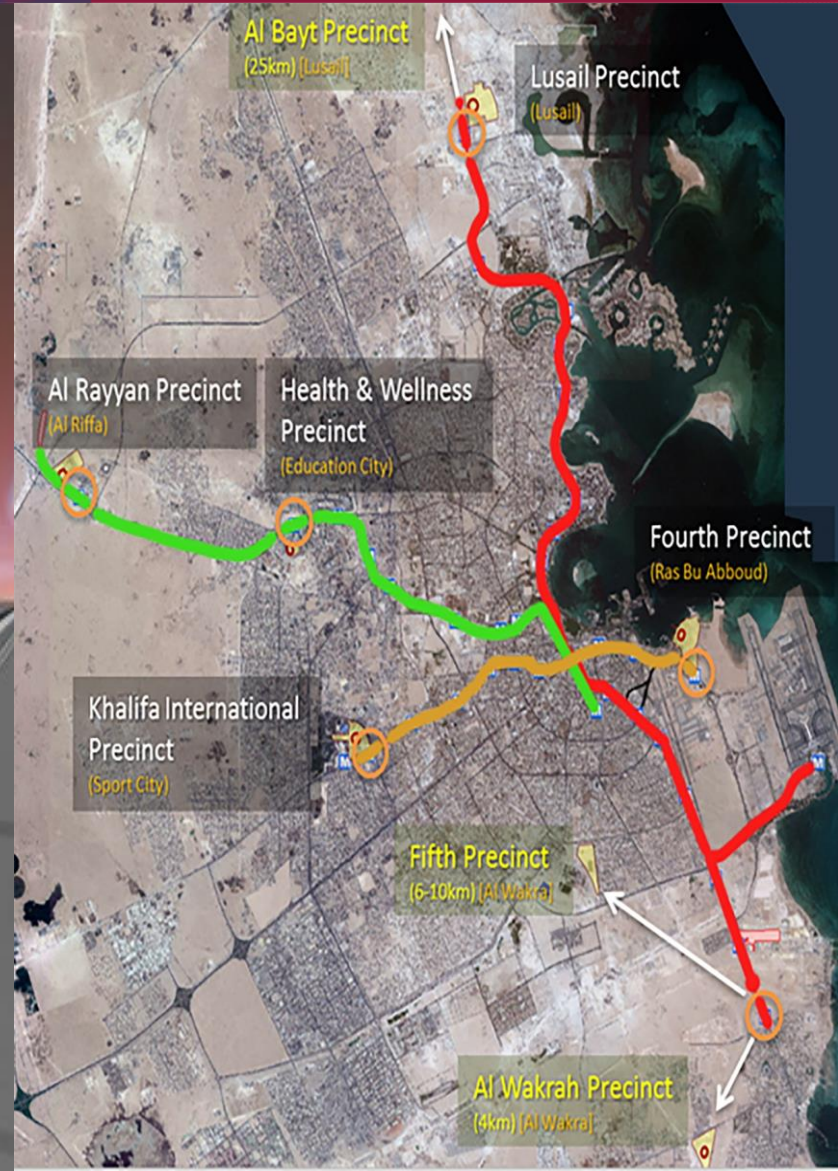 Al Bayt Precinct
(25km) [Lusail]
Lusail Precinct
(Lusail)
Al Rayyan Precinct
(Al Riffa)
Health & Wellness
Precinct
(Education City)
Fourth Precinct
(Ras Bu Abboud)
Khalifa International
Precinct
(Sport City)
M
M
Fifth Precinct
(6-10km) [Al Wakra]
Al Wakrah Precinct
(4km) [Al Wakra]